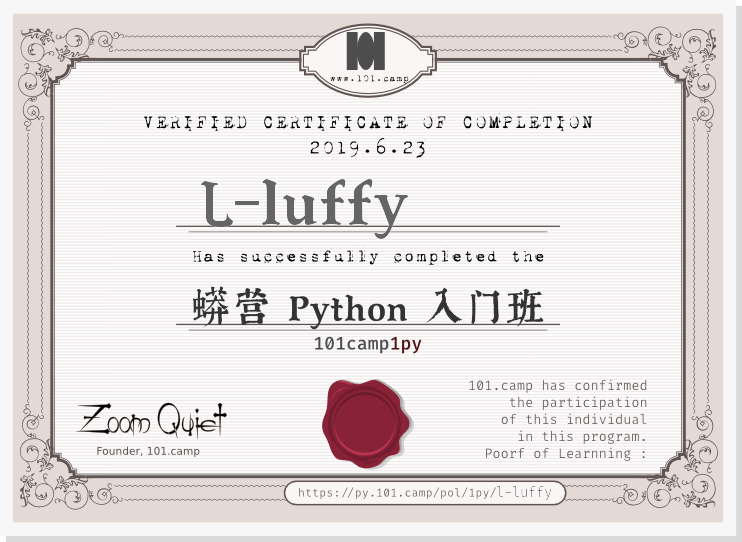 101
www.101.camp
VERIFIED CERTIFICATE OF COMPLETION
2019.6.23
L-luffy
Has successfully completed the
蟒营 Python 入门班
101camp1py
Zoom Quiet
Founder, 101.camp
101.camp has confirmed
the participation
of this individual
in this program.
Poorf of Learnning :
https://py.101.camp/pol/1py/l-luffy